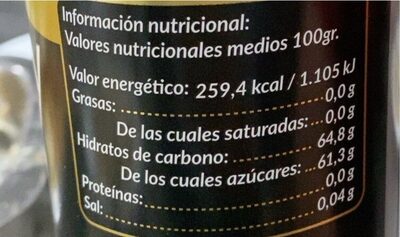 Información nutricional:
Valores nutricionales medios 100gr.
Valor energético: 259,4 kcal / 1.105 kJ
Grasas: 0,0 g
De las cuales saturadas: 0,0 g
Hidratos de carbono: 64,8 g
De los cuales azúcares: 61,3 g
Proteínas: 0,0 g
Sal: 0,04 g